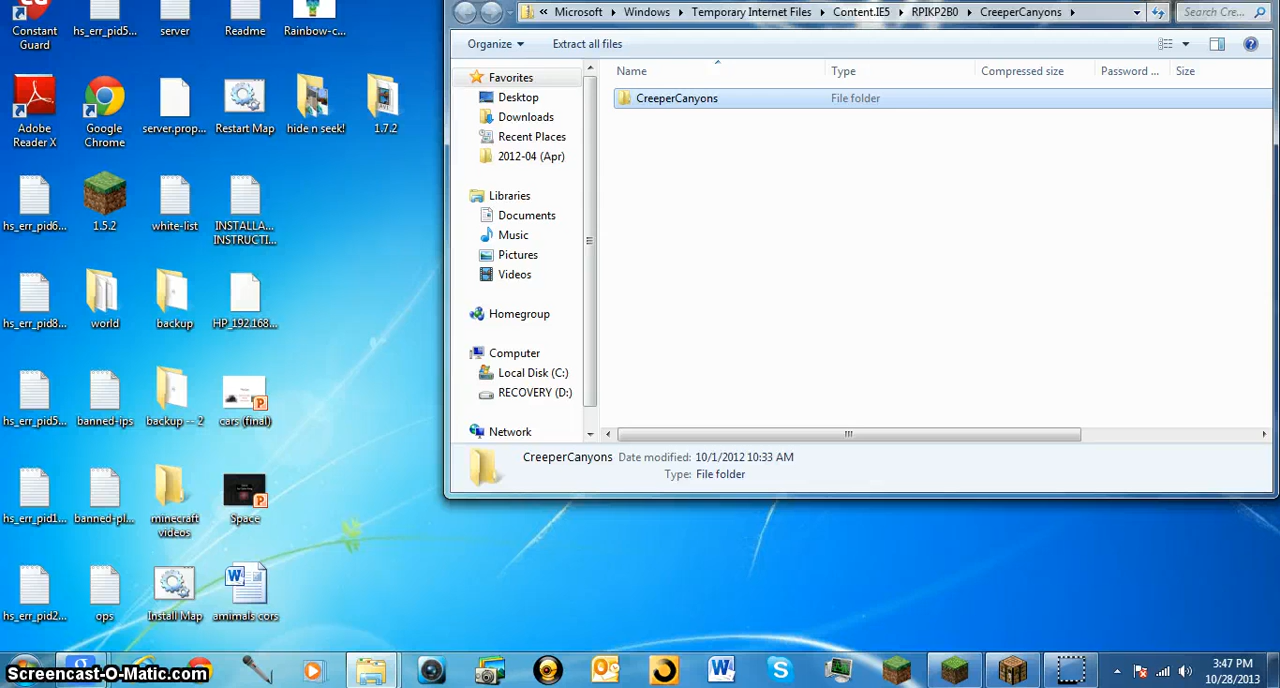 Constant Guard
hs_err_pid5...
server
Readme
Rainbow-c...
Adobe Reader X
Google Chrome
server.prop...
Restart Map
hide n seek!
1.7.2
hs_err_pid6...
1.5.2
white-list
INSTALLA... INSTRUCTI...
hs_err_pid8...
world
backup
HP_192.168...
hs_err_pid5...
banned-ips
backup -- 2
cars (final)
hs_err_pid1...
banned-pl...
minecraft videos
Space
hs_err_pid2...
ops
Install Map
amimals cors
« Microsoft Windows Temporary Internet Files Content.IE5 RPIKP2B0 CreeperCanyons
Search Cre...
Organize Extract all files
Name Type Compressed size Password ... Size
CreeperCanyons File folder
Favorites
Desktop
Downloads
Recent Places
2012-04 (Apr)
Libraries
Documents
Music
Pictures
Videos
Homegroup
Computer
Local Disk (C:)
RECOVERY (D:)
Network
CreeperCanyons Date modified: 10/1/2012 10:33 AM
Type: File folder
Screencast-O-Matic.com
3:47 PM
10/28/2013